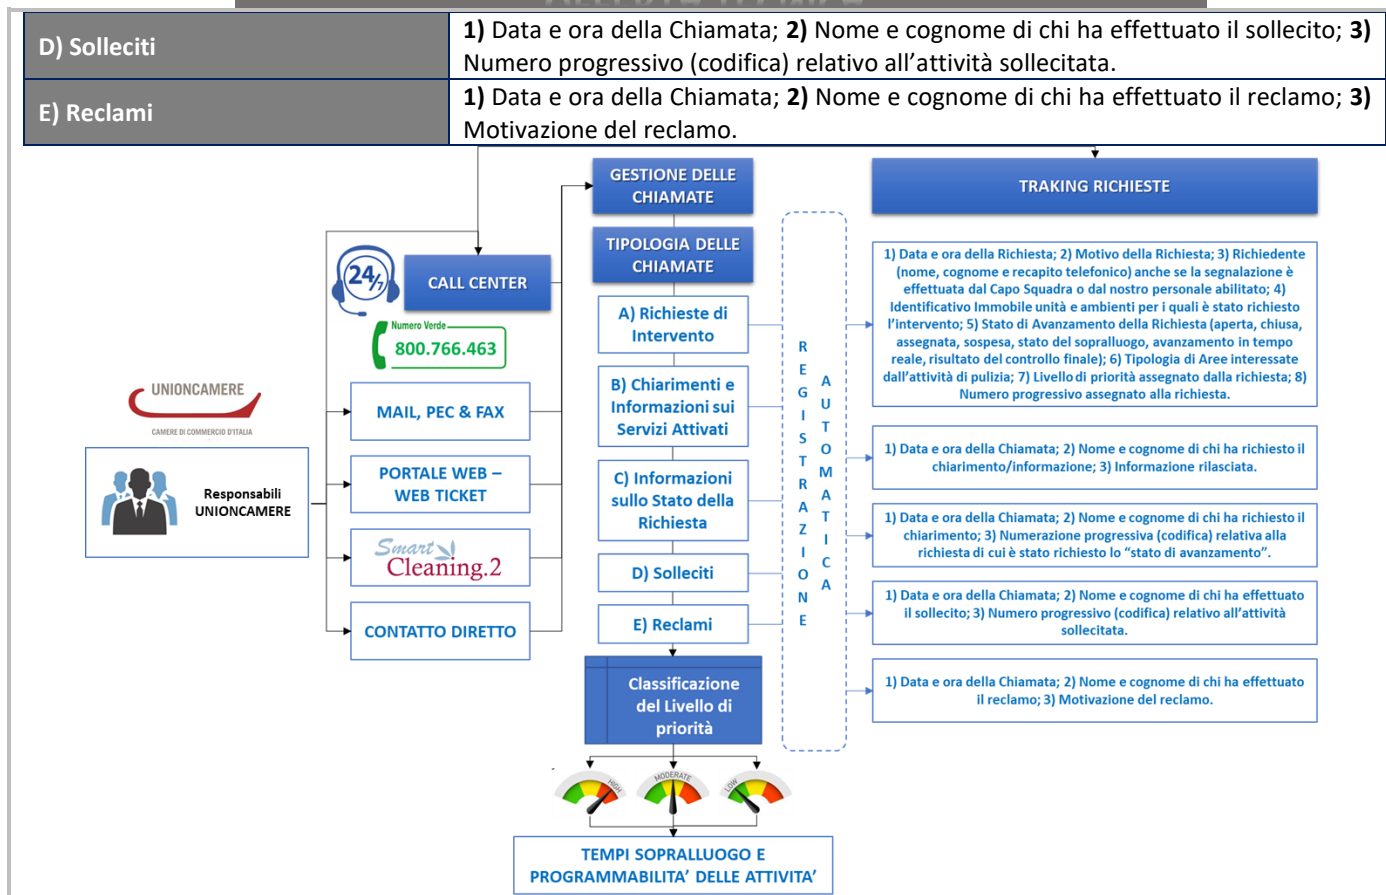 D) Solleciti
1) Data e ora della Chiamata; 2) Nome e cognome di chi ha effettuato il sollecito; 3)
Numero progressivo (codifica) relativo all’attività sollecitata.
E) Reclami
1) Data e ora della Chiamata; 2) Nome e cognome di chi ha effettuato il reclamo; 3)
Motivazione del reclamo.
UNIONCAMERE
CAMERE DI COMMERCIO D'ITALIA
Responsabili
UNIONCAMERE
24/7
CALL CENTER
Numero Verde
800.766.463
MAIL, PEC & FAX
PORTALE WEB –
WEB TICKET
Smart
Cleaning.2
CONTATTO DIRETTO
GESTIONE DELLE
CHIAMATE
TIPOLOGIA DELLE
CHIAMATE
A) Richieste di
Intervento
B) Chiarimenti e
Informazioni sui
Servizi Attivati
C) Informazioni
sullo Stato della
Richiesta
D) Solleciti
E) Reclami
Classificazione
del Livello di
priorità
HIGH
MODERATE
LOW
TEMPI SOPRALLUOGO E
PROGRAMMABILITA’ DELLE ATTIVITA’
REGISTRAZIONE
AUTOMATICA
TRAKING RICHIESTE
1) Data e ora della Richiesta; 2) Motivo della Richiesta; 3) Richiedente
(nome, cognome e recapito telefonico) anche se la segnalazione è
effettuata dal Capo Squadra o dal nostro personale abilitato; 4)
Identificativo Immobile unità e ambienti per i quali è stato richiesto
l’intervento; 5) Stato di Avanzamento della Richiesta (aperta, chiusa,
assegnata, sospesa, stato del sopralluogo, avanzamento in tempo
reale, risultato del controllo finale); 6) Tipologia di Aree interessate
dall’attività di pulizia; 7) Livello di priorità assegnato dalla richiesta; 8)
Numero progressivo assegnato alla richiesta.
1) Data e ora della Chiamata; 2) Nome e cognome di chi ha richiesto il
chiarimento/informazione; 3) Informazione rilasciata.
1) Data e ora della Chiamata; 2) Nome e cognome di chi ha richiesto il
chiarimento; 3) Numerazione progressiva (codifica) relativa alla
richiesta di cui è stato richiesto lo “stato di avanzamento”.
1) Data e ora della Chiamata; 2) Nome e cognome di chi ha effettuato
il sollecito; 3) Numero progressivo (codifica) relativo all’attività
sollecitata.
1) Data e ora della Chiamata; 2) Nome e cognome di chi ha effettuato
il reclamo; 3) Motivazione del reclamo.